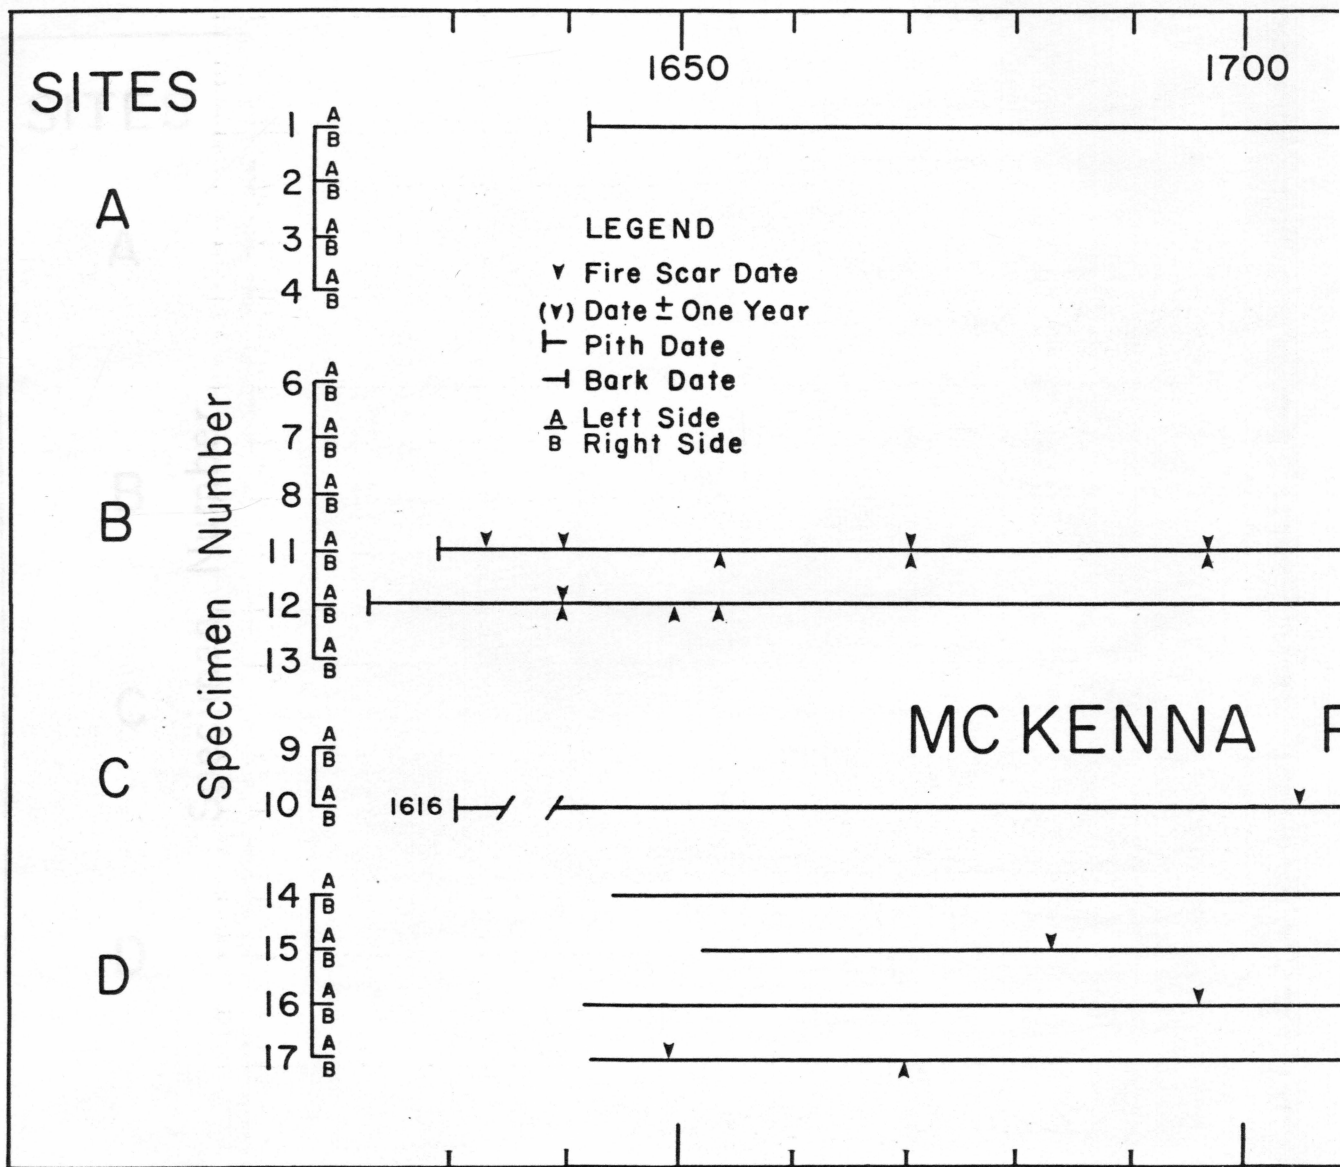 1650 1700
SITES
1 A B
2 A B
A
3 A B
4 A B
LEGEND
Fire Scar Date
( ) Date ± One Year
Pith Date
Bark Date
A Left Side
B Right Side
Specimen Number
6 A B
7 A B
8 A B
B
11 A B
12 A B
13 A B
MC KENNA P
9 A B
C
10 A B 1616
14 A B
15 A B
D
16 A B
17 A B